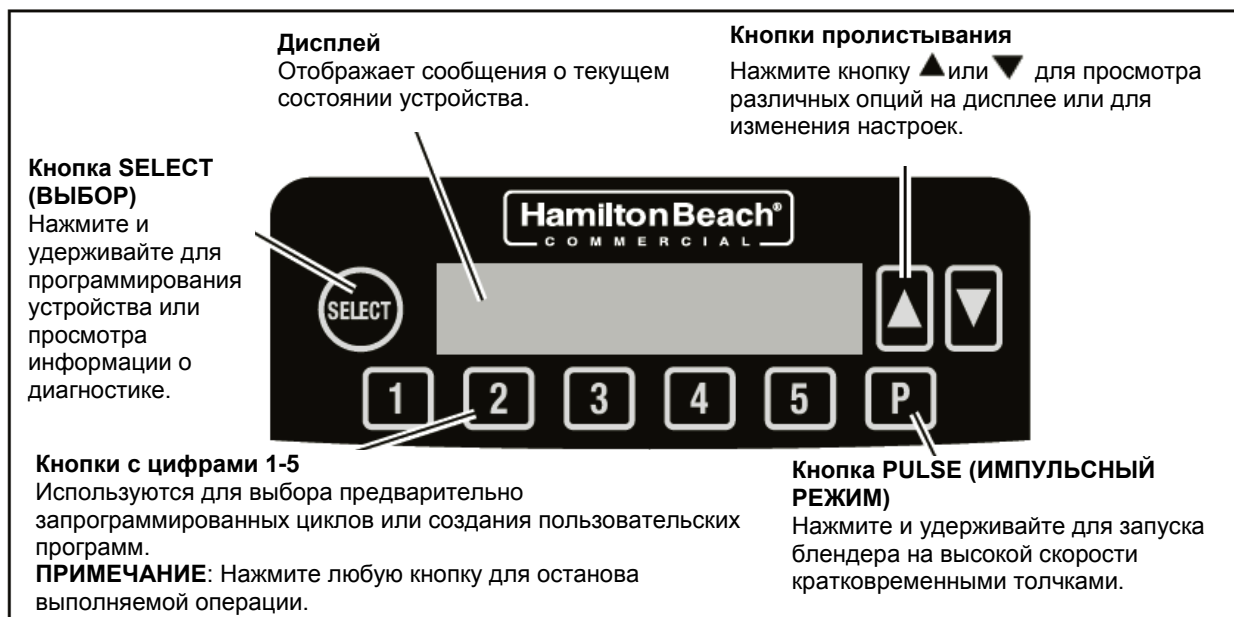 Дисплей
Отображает сообщения о текущем
состоянии устройства.
Кнопки пролистывания
Нажмите кнопку ▲или▼ для просмотра
различных опций на дисплее или для
изменения настроек.
Кнопка SELECT
(ВЫБОР)
Нажмите и
удерживайте для
программирования
устройства или
просмотра
информации о
диагностике.
Hamilton Beach®
COMMERCIAL
SELECT
1 2 3 4 5 P
Кнопки с цифрами 1-5
Используются для выбора предварительно
запрограммированных циклов или создания пользовательских
программ.
ПРИМЕЧАНИЕ: Нажмите любую кнопку для останова
выполняемой операции.
Кнопка PULSE (ИМПУЛЬСНЫЙ
РЕЖИМ)
Нажмите и удерживайте для запуска
блендера на высокой скорости
кратковременными толчками.